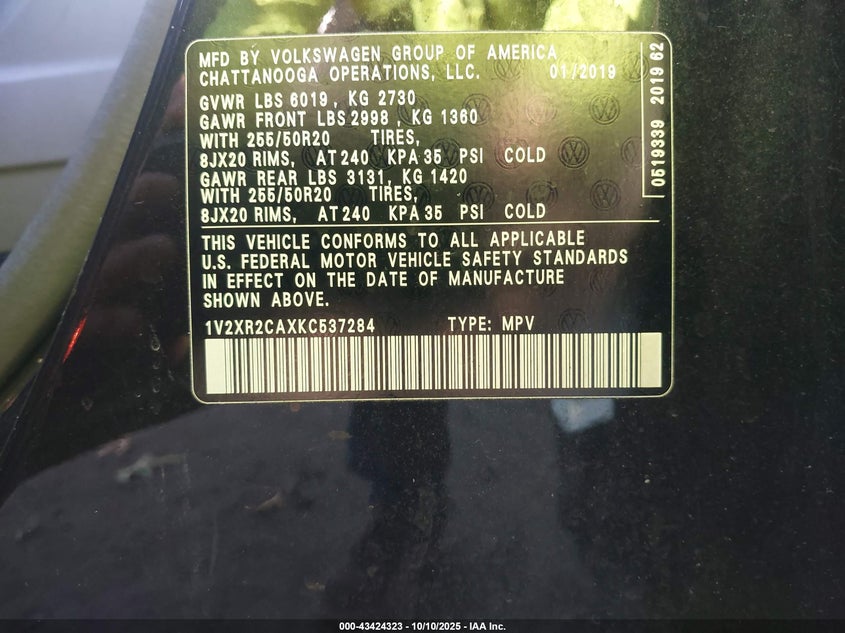 MFD BY VOLKSWAGEN GROUP OF AMERICA
CHATTANOOGA OPERATIONS, LLC. 01/2019
GVWR LBS 6019 , KG 2730
GAWR FRONT LBS 2998 , KG 1360
WITH 255/50R20 TIRES,
8JX20 RIMS, AT 240 KPA 35 PSI COLD
GAWR REAR LBS 3131, KG 1420
WITH 255/50R20 TIRES,
8JX20 RIMS, AT 240 KPA 35 PSI COLD
0519339 2019 62
THIS VEHICLE CONFORMS TO ALL APPLICABLE
U.S. FEDERAL MOTOR VEHICLE SAFETY STANDARDS
IN EFFECT ON THE DATE OF MANUFACTURE
SHOWN ABOVE.
1V2XR2CAXKC537284 TYPE: MPV
000-43424323 - 10/10/2025 - IAA Inc.